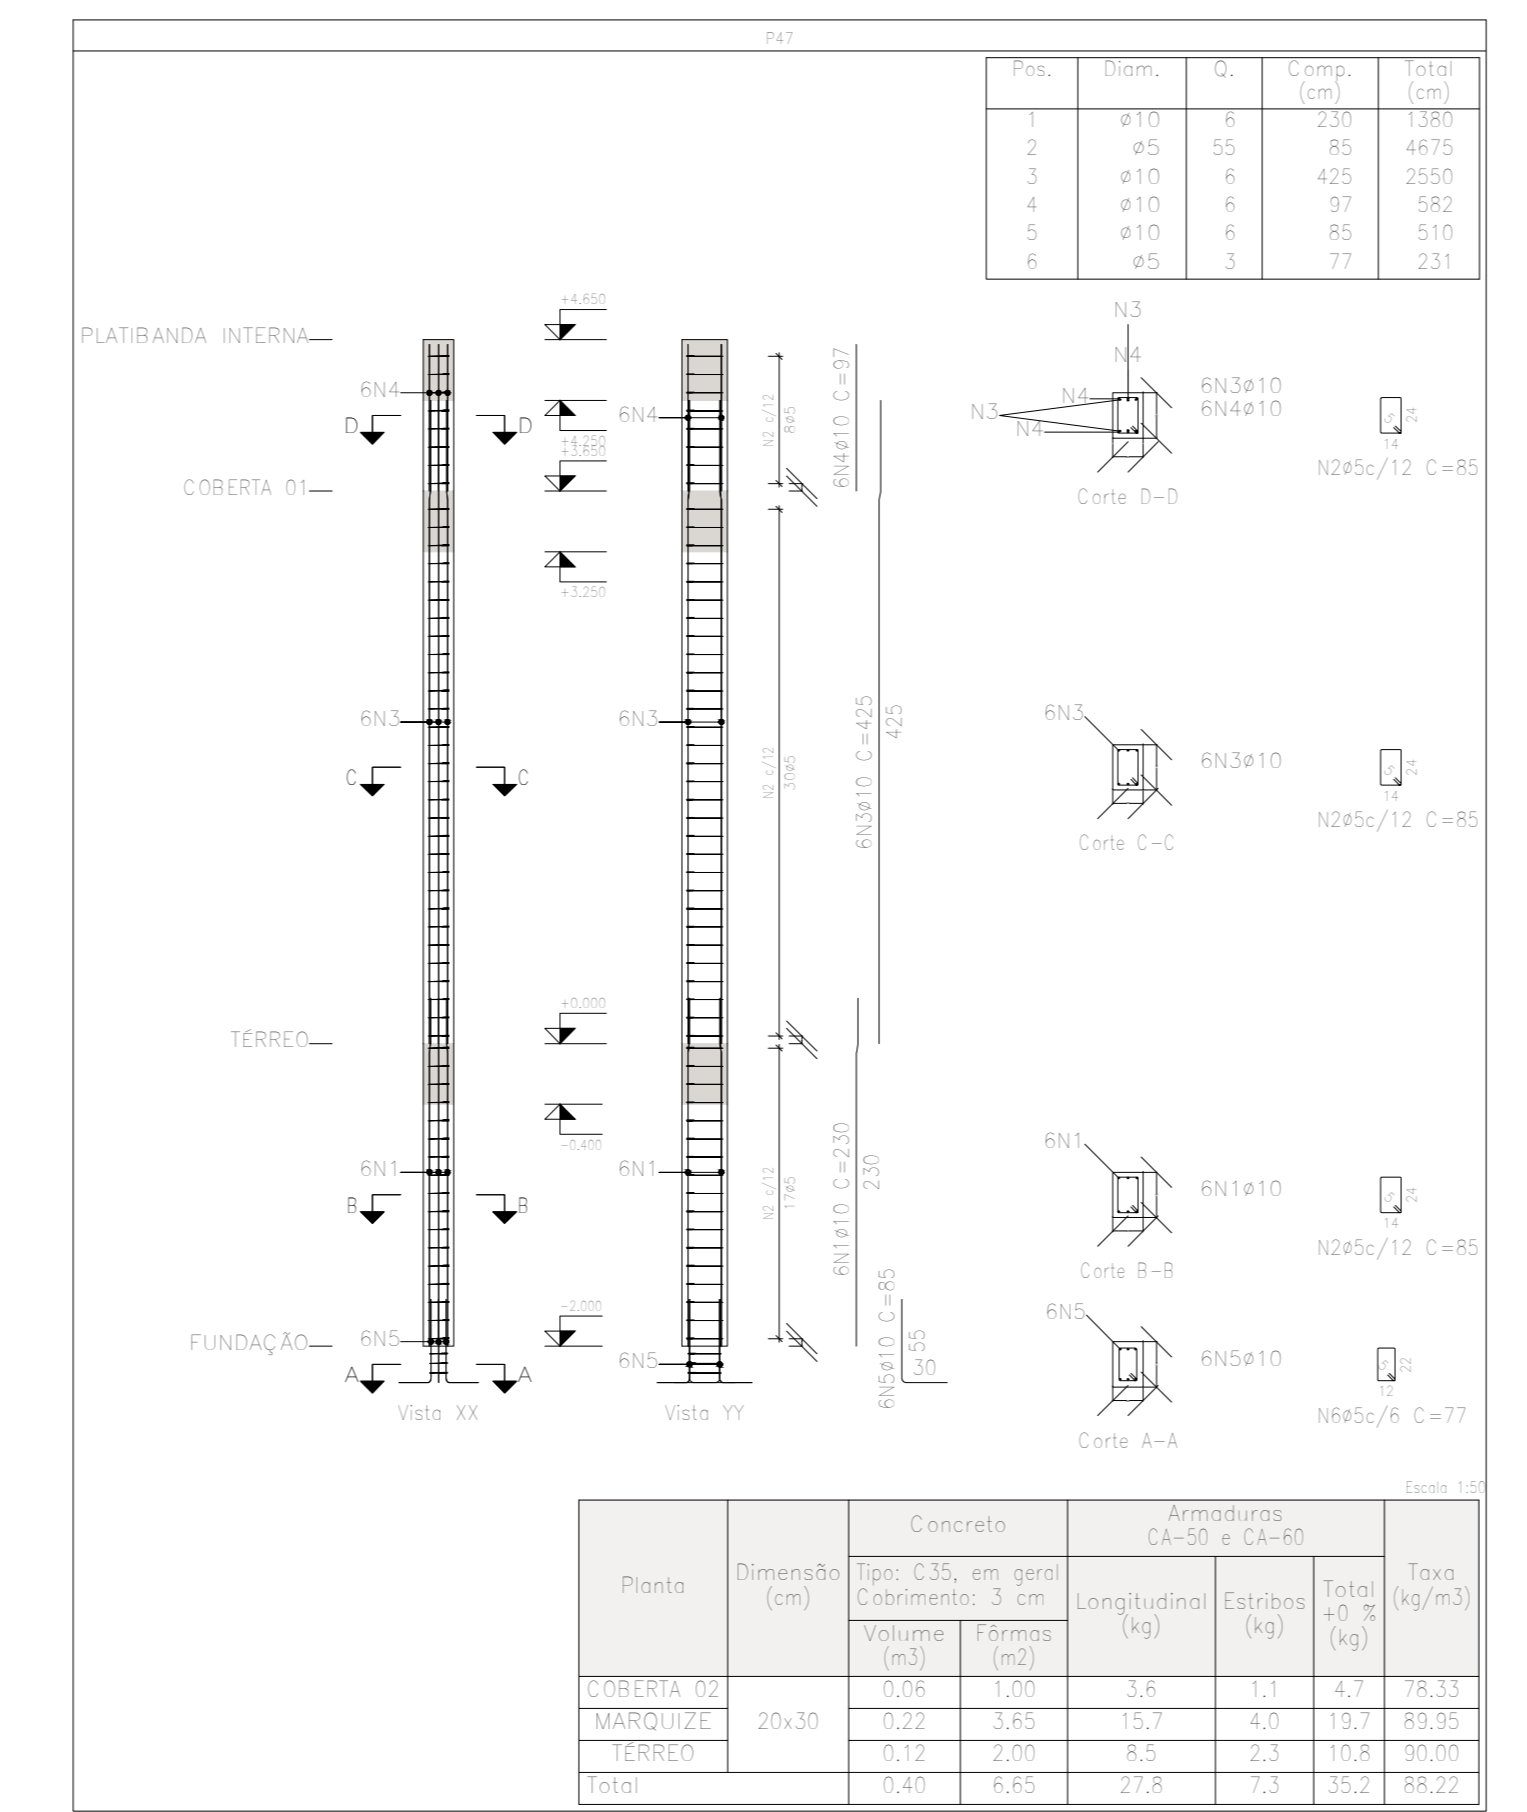 P47
Pos. Diam. Q. Comp. (cm) Total (cm)
1 ø10 6 230 1380
2 ø5 55 85 4675
3 ø10 6 425 2550
4 ø10 6 97 582
5 ø10 6 85 510
6 ø5 3 77 231
PLATIBANDA INTERNA
+4.650
6N4
D D
+4.250
+3.650
6N4
N2 c/12
8ø5
6N4ø10 C=97
N3
N4
N4
N3
N4
6N3ø10
6N4ø10
S
24
14
N2ø5c/12 C=85
Corte D-D
COBERTA 01
+3.250
6N3
C C
6N3
N2 c/12
30ø5
6N3ø10 C=425
425
6N3
6N3ø10
S
24
14
N2ø5c/12 C=85
Corte C-C
TÉRREO
+0.000
-0.400
6N1
B B
6N1
N2 c/12
17ø5
6N1ø10 C=230
230
6N1
6N1ø10
S
24
14
N2ø5c/12 C=85
Corte B-B
FUNDAÇÃO
-2.000
6N5
A A
6N5
6N5ø10 C=85
55
30
6N5
6N5ø10
S
22
12
N6ø5c/6 C=77
Corte A-A
Vista XX
Vista YY
Escala 1:50
Planta
Dimensão
(cm)
Concreto
Tipo: C35, em geral
Cobrimento: 3 cm
Volume
(m3)
Fôrmas
(m2)
Armaduras
CA-50 e CA-60
Longitudinal
(kg)
Estribos
(kg)
Total
+0 %
(kg)
Taxa
(kg/m3)
COBERTA 02 0.06 1.00 3.6 1.1 4.7 78.33
MARQUIZE 20x30 0.22 3.65 15.7 4.0 19.7 89.95
TÉRREO 0.12 2.00 8.5 2.3 10.8 90.00
Total 0.40 6.65 27.8 7.3 35.2 88.22